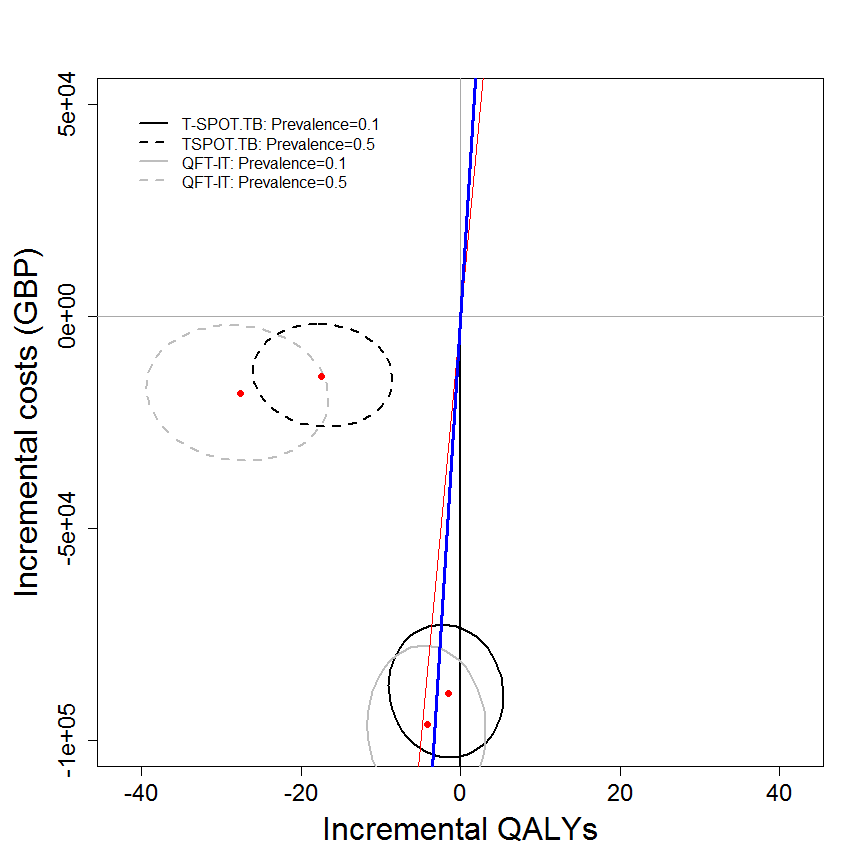 T-SPOT.TB: Prevalence=0.1
TSPOT.TB: Prevalence=0.5
QFT-IT: Prevalence=0.1
QFT-IT: Prevalence=0.5
Incremental costs (GBP)
5e+04
0e+00
-5e+04
-1e+05
-40 -20 0 20 40
Incremental QALYs